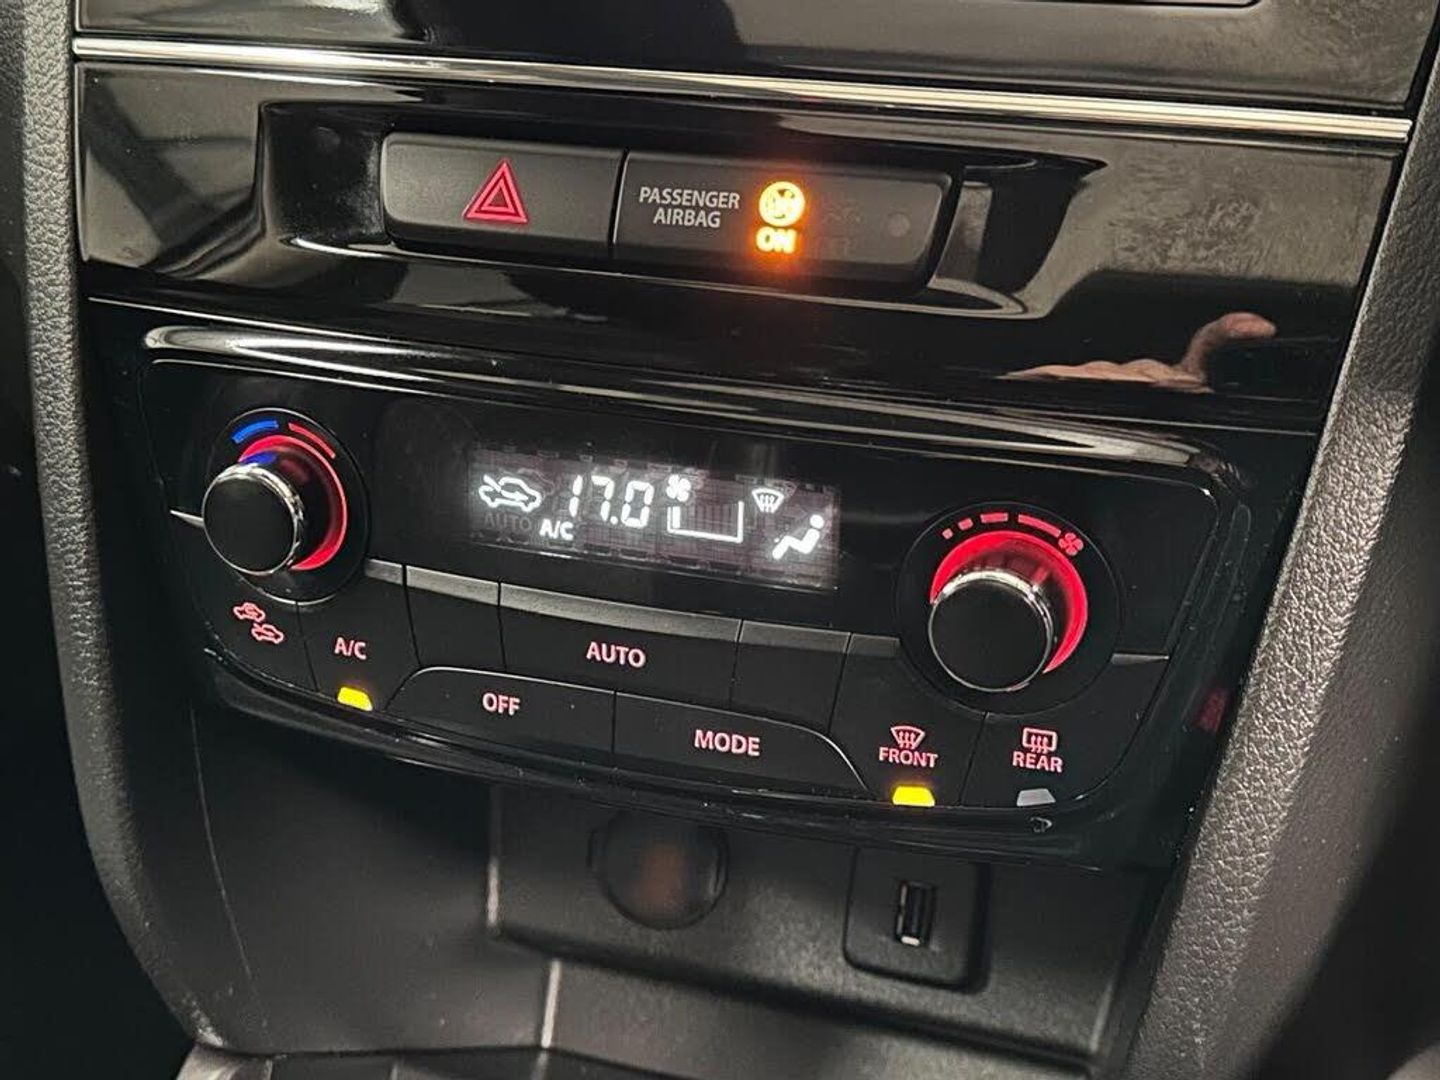 PASSENGER
AIRBAG
ON
17.0
AUTO
A/C
A/C
AUTO
OFF
MODE
FRONT
REAR